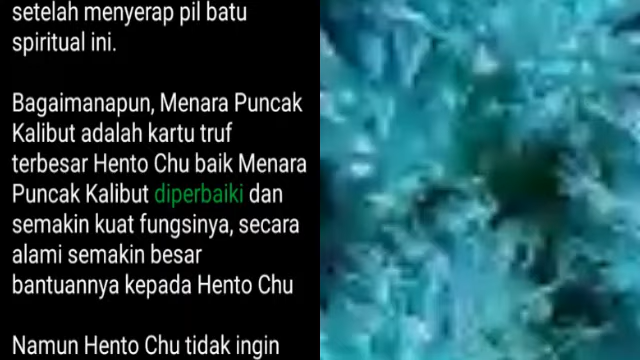 setelah menyerap pil batu
spiritual ini.
Bagaimanapun, Menara Puncak
Kalibut adalah kartu truf
terbesar Hento Chu baik Menara
Puncak Kalibut diperbaiki dan
semakin kuat fungsinya, secara
alami semakin besar
bantuannya kepada Hento Chu
Namun Hento Chu tidak ingin